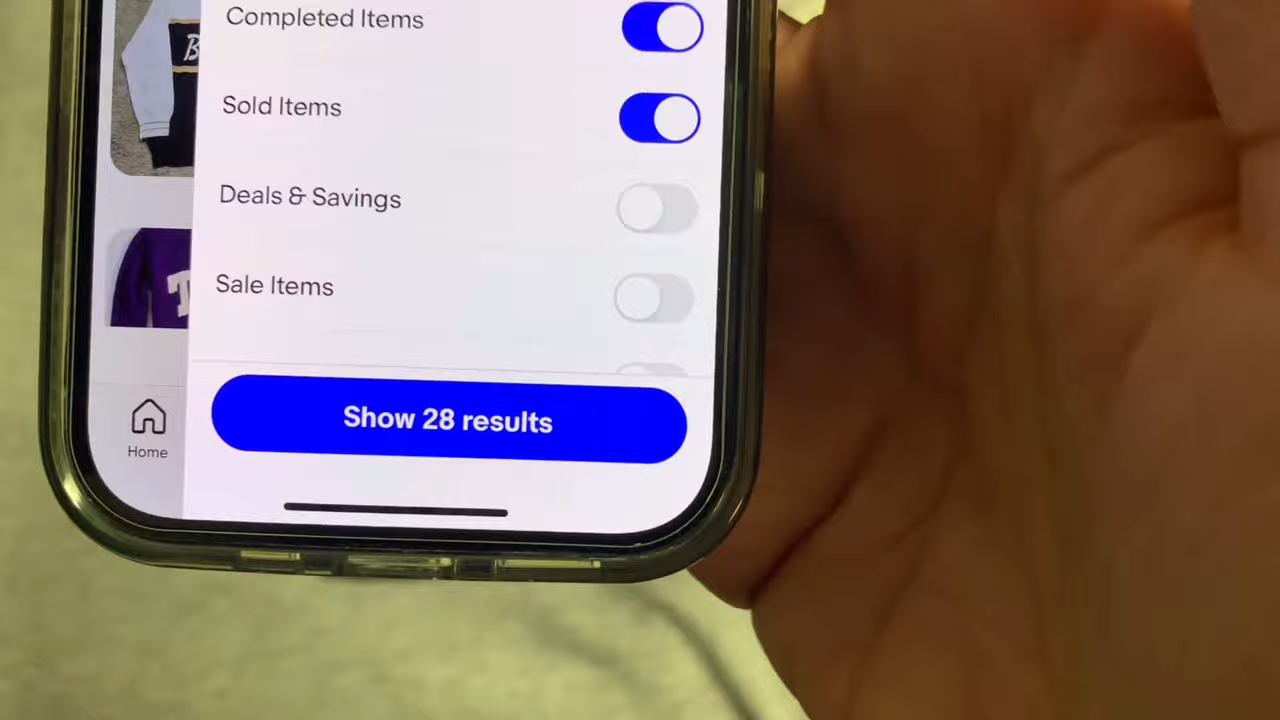 Completed Items
Sold Items
Deals & Savings
Sale Items
Show 28 results
Home
B
T